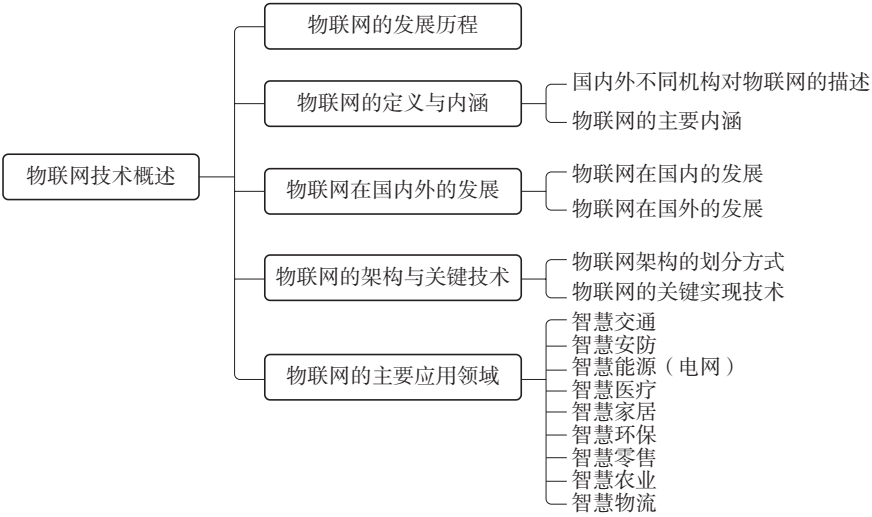 物联网技术概述
物联网的发展历程
物联网的定义与内涵
国内外不同机构对物联网的描述
物联网的主要内涵
物联网在国内外的发展
物联网在国内的发展
物联网在国外的发展
物联网的架构与关键技术
物联网架构的划分方式
物联网的关键实现技术
物联网的主要应用领域
智慧交通
智慧安防
智慧能源（电网）
智慧医疗
智慧家居
智慧环保
智慧零售
智慧农业
智慧物流